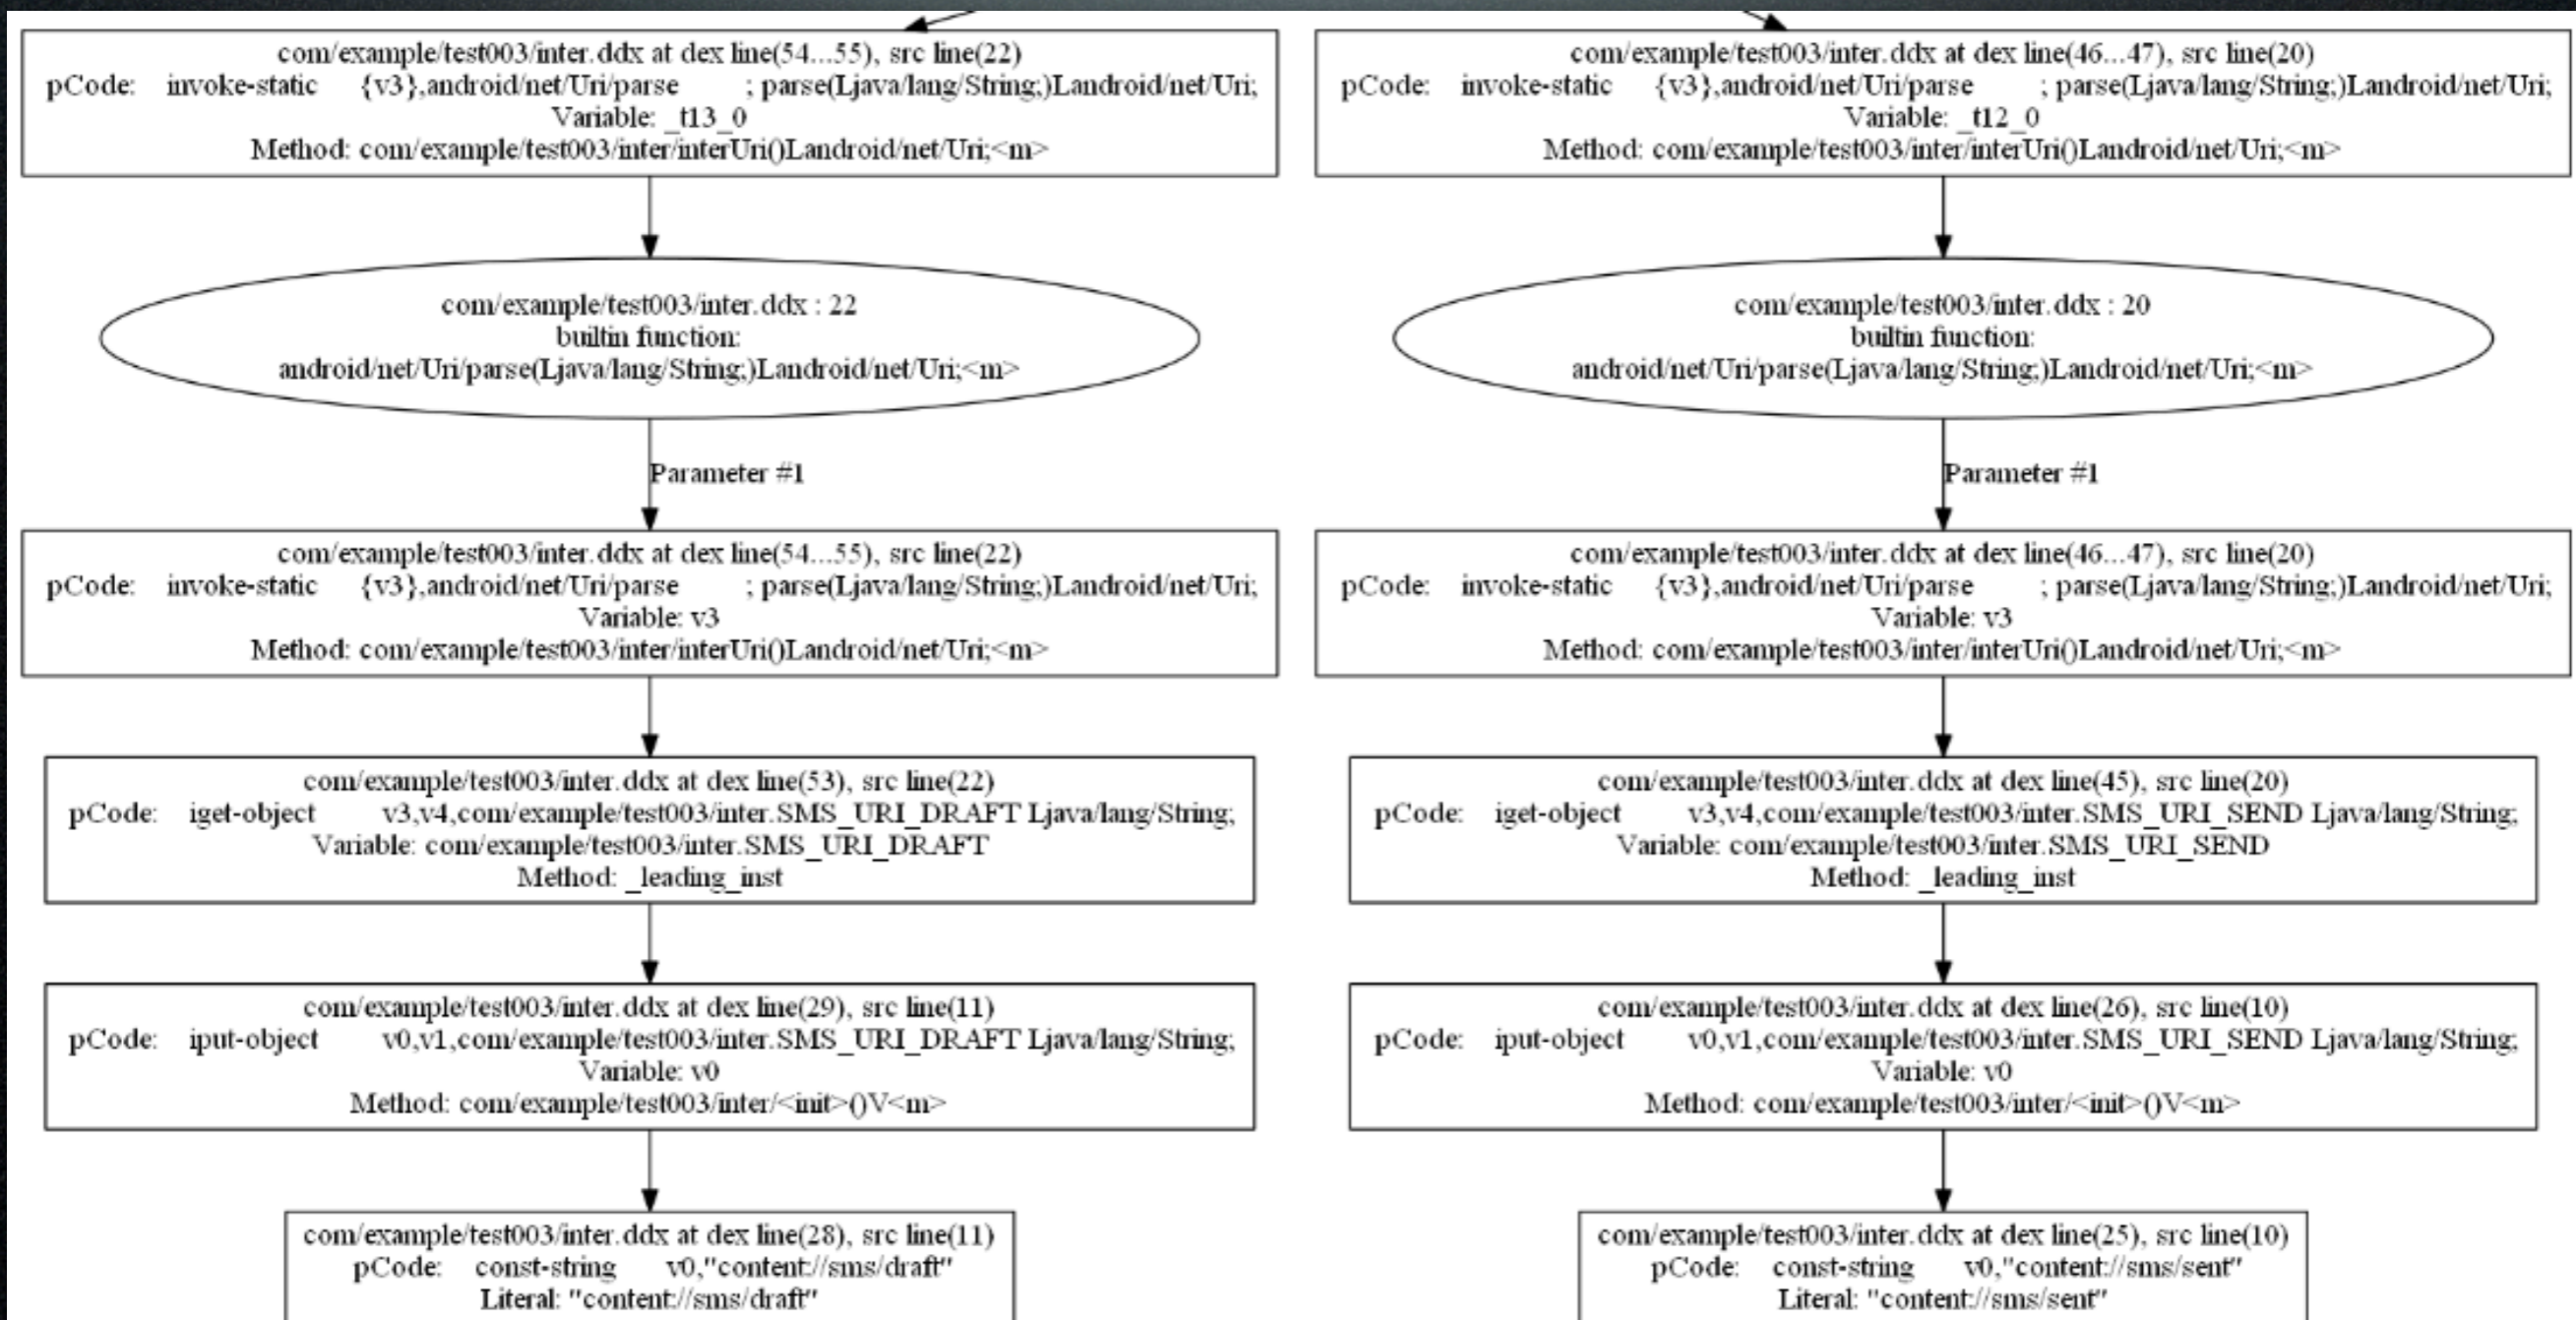 com/example/test003/inter.ddx at dex line(54...55), src line(22)
pCode: invoke-static {v3},android/net/Uri/parse ; parse(Ljava/lang/String;)Landroid/net/Uri;
Variable: _t13_0
Method: com/example/test003/inter/interUri()Landroid/net/Uri;<m>
com/example/test003/inter.ddx : 22
builtin function:
android/net/Uri/parse(Ljava/lang/String;)Landroid/net/Uri;<m>
Parameter #1
com/example/test003/inter.ddx at dex line(54...55), src line(22)
pCode: invoke-static {v3},android/net/Uri/parse ; parse(Ljava/lang/String;)Landroid/net/Uri;
Variable: v3
Method: com/example/test003/inter/interUri()Landroid/net/Uri;<m>
com/example/test003/inter.ddx at dex line(53), src line(22)
pCode: iget-object v3,v4,com/example/test003/inter.SMS_URI_DRAFT Ljava/lang/String;
Variable: com/example/test003/inter.SMS_URI_DRAFT
Method: _leading_inst
com/example/test003/inter.ddx at dex line(29), src line(11)
pCode: iput-object v0,v1,com/example/test003/inter.SMS_URI_DRAFT Ljava/lang/String;
Variable: v0
Method: com/example/test003/inter/<init>()V<m>
com/example/test003/inter.ddx at dex line(28), src line(11)
pCode: const-string v0,"content://sms/draft"
Literal: "content://sms/draft"
com/example/test003/inter.ddx at dex line(46...47), src line(20)
pCode: invoke-static {v3},android/net/Uri/parse ; parse(Ljava/lang/String;)Landroid/net/Uri;
Variable: _t12_0
Method: com/example/test003/inter/interUri()Landroid/net/Uri;<m>
com/example/test003/inter.ddx : 20
builtin function:
android/net/Uri/parse(Ljava/lang/String;)Landroid/net/Uri;<m>
Parameter #1
com/example/test003/inter.ddx at dex line(46...47), src line(20)
pCode: invoke-static {v3},android/net/Uri/parse ; parse(Ljava/lang/String;)Landroid/net/Uri;
Variable: v3
Method: com/example/test003/inter/interUri()Landroid/net/Uri;<m>
com/example/test003/inter.ddx at dex line(45), src line(20)
pCode: iget-object v3,v4,com/example/test003/inter.SMS_URI_SEND Ljava/lang/String;
Variable: com/example/test003/inter.SMS_URI_SEND
Method: _leading_inst
com/example/test003/inter.ddx at dex line(26), src line(10)
pCode: iput-object v0,v1,com/example/test003/inter.SMS_URI_SEND Ljava/lang/String;
Variable: v0
Method: com/example/test003/inter/<init>()V<m>
com/example/test003/inter.ddx at dex line(25), src line(10)
pCode: const-string v0,"content://sms/sent"
Literal: "content://sms/sent"